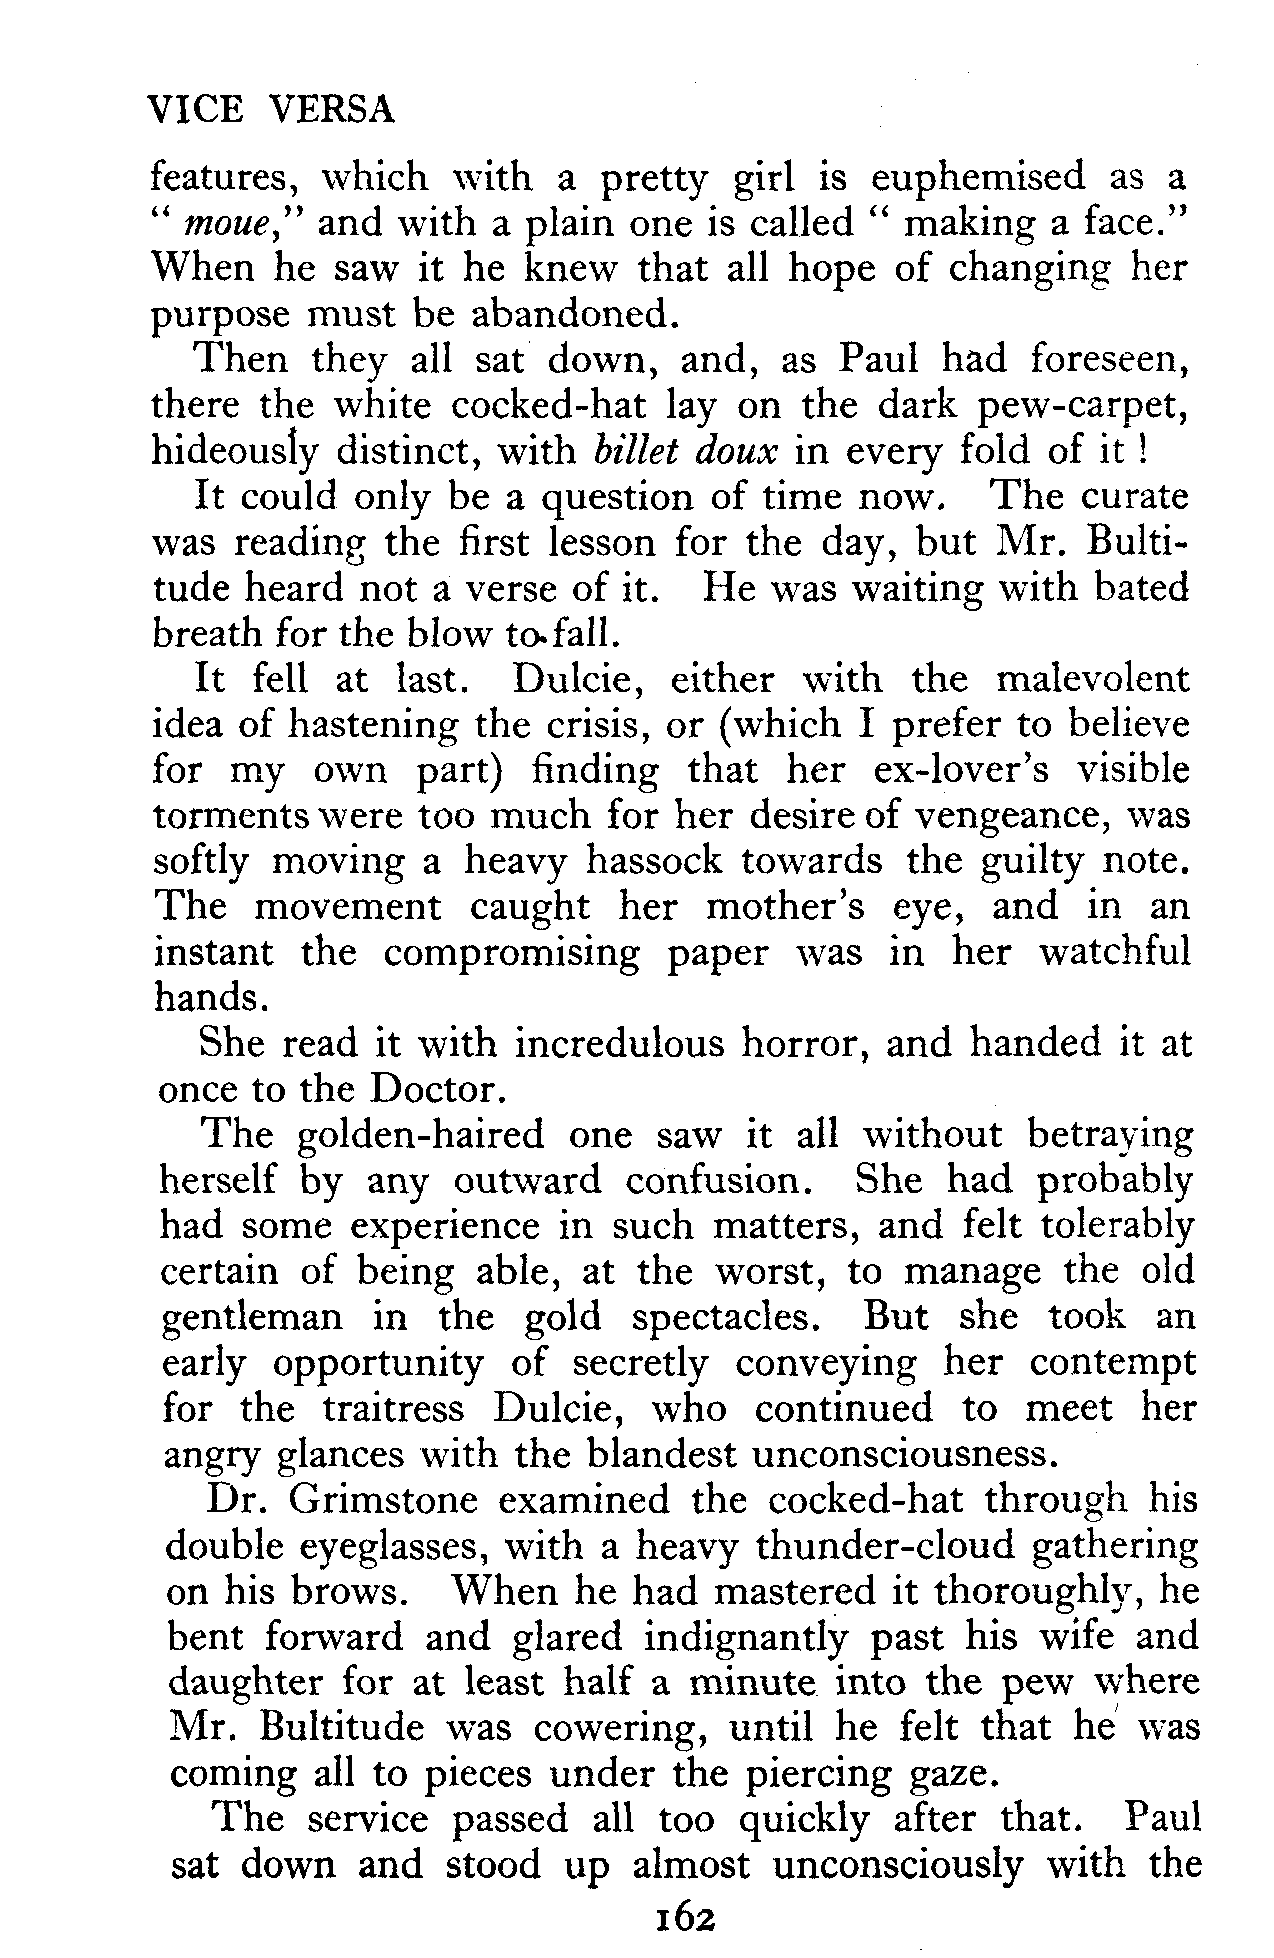 VICE VERSA
features, which with a pretty girl is euphemised as a
" moue," and with a plain one is called " making a face."
When he saw it he knew that all hope of changing her
purpose must be abandoned.
Then they all sat down, and, as Paul had foreseen,
there the white cocked-hat lay on the dark pew-carpet,
hideously distinct, with billet doux in every fold of it !
It could only be a question of time now. The curate
was reading the first lesson for the day, but Mr. Bulti-
tude heard not a verse of it. He was waiting with bated
breath for the blow to fall.
It fell at last. Dulcie, either with the malevolent
idea of hastening the crisis, or (which I prefer to believe
for my own part) finding that her ex-lover's visible
torments were too much for her desire of vengeance, was
softly moving a heavy hassock towards the guilty note.
The movement caught her mother's eye, and in an
instant the compromising paper was in her watchful
hands.
She read it with incredulous horror, and handed it at
once to the Doctor.
The golden-haired one saw it all without betraying
herself by any outward confusion. She had probably
had some experience in such matters, and felt tolerably
certain of being able, at the worst, to manage the old
gentleman in the gold spectacles. But she took an
early opportunity of secretly conveying her contempt
for the traitress Dulcie, who continued to meet her
angry glances with the blandest unconsciousness.
Dr. Grimstone examined the cocked-hat through his
double eyeglasses, with a heavy thunder-cloud gathering
on his brows. When he had mastered it thoroughly, he
bent forward and glared indignantly past his wife and
daughter for at least half a minute into the pew where
Mr. Bultitude was cowering, until he felt that he was
coming all to pieces under the piercing gaze.
The service passed all too quickly after that. Paul
sat down and stood up almost unconsciously with the
162